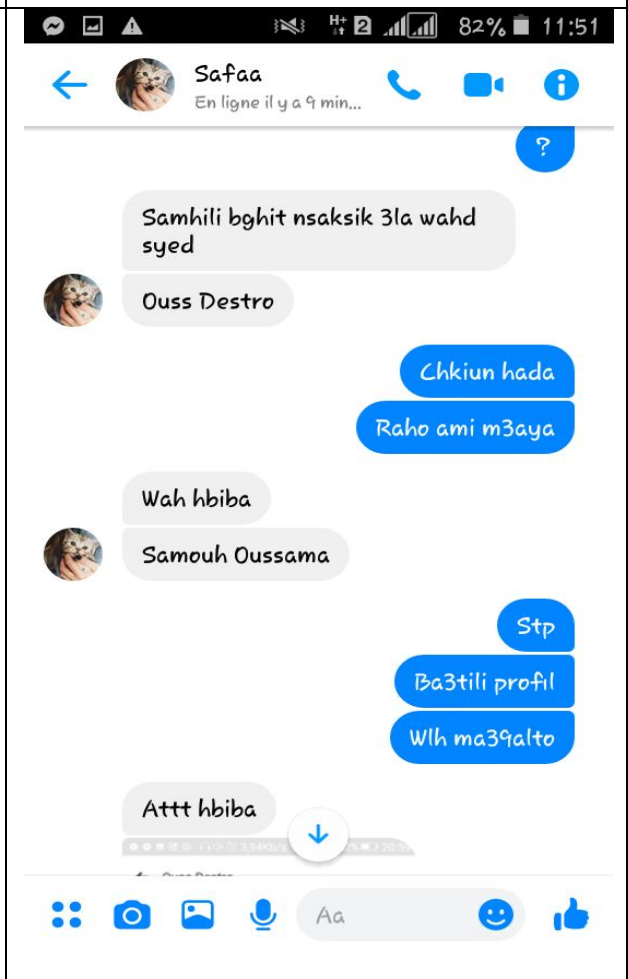 82% 11:51
Safaa
En ligne il y a 9 min...
?
Samhili bghit nsaksik 3la wahd
syed
Ouss Destro
Chkiun hada
Raho ami m3aya
Wah hbiba
Samouh Oussama
Stp
Ba3tili profil
Wlh ma39alto
Attt hbiba
Aa